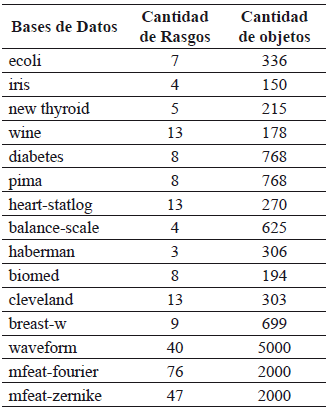 Bases de Datos Cantidad de Rasgos Cantidad de objetos
ecoli 7 336
iris 4 150
new thyroid 5 215
wine 13 178
diabetes 8 768
pima 8 768
heart-statlog 13 270
balance-scale 4 625
haberman 3 306
biomed 8 194
cleveland 13 303
breast-w 9 699
waveform 40 5000
mfeat-fourier 76 2000
mfeat-zernike 47 2000